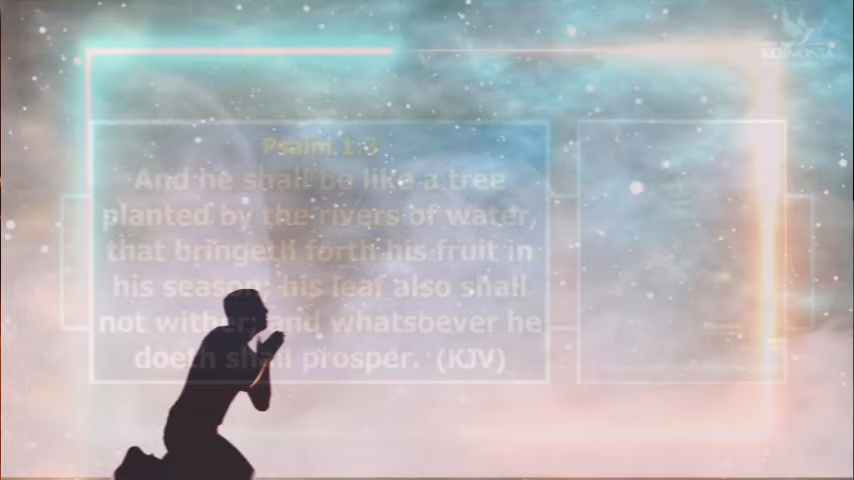 KOINONIA
Psalm 1:3
And he shall be like a tree
planted by the rivers of water,
that bringeth forth his fruit in
his season; his leaf also shall
not wither; and whatsoever he
doeth shall prosper. (KJV)